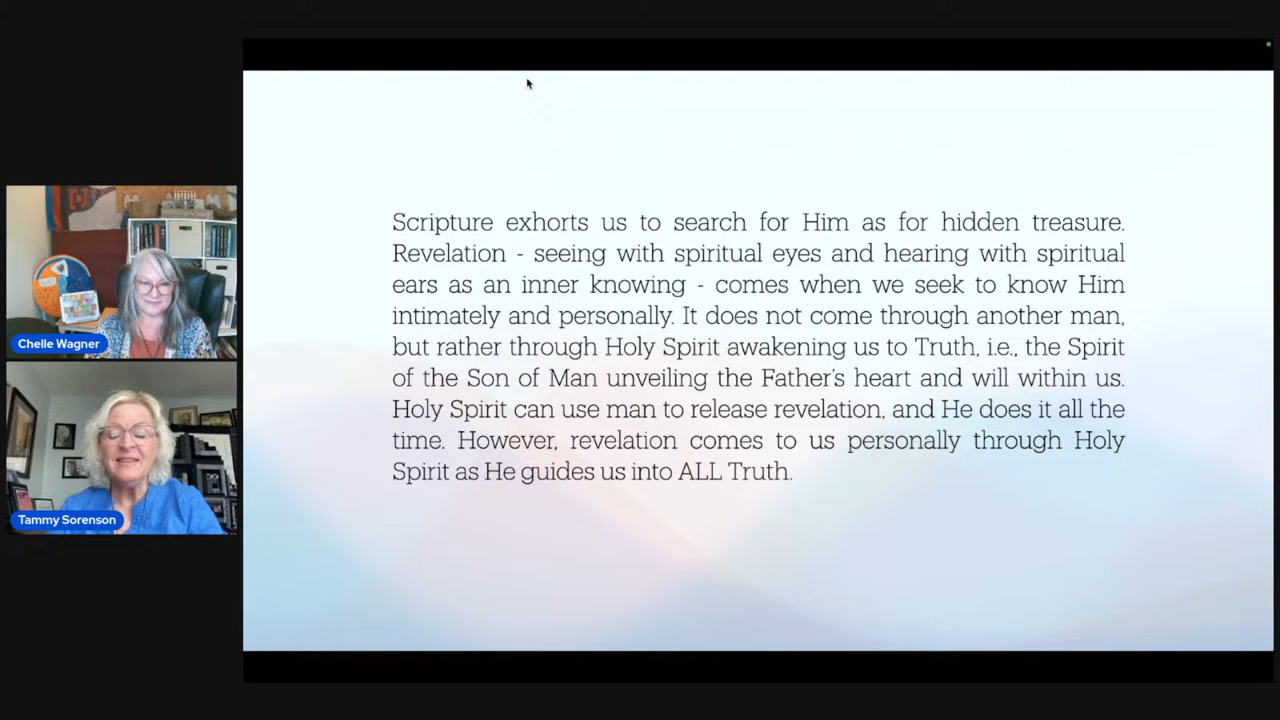 Scripture exhorts us to search for Him as for hidden treasure.
Revelation - seeing with spiritual eyes and hearing with spiritual
ears as an inner knowing - comes when we seek to know Him
intimately and personally. It does not come through another man,
but rather through Holy Spirit awakening us to Truth, i.e., the Spirit
of the Son of Man unveiling the Father's heart and will within us.
Holy Spirit can use man to release revelation, and He does it all the
time. However, revelation comes to us personally through Holy
Spirit as He guides us into ALL Truth.
Chelle Wagner
Tammy Sorenson